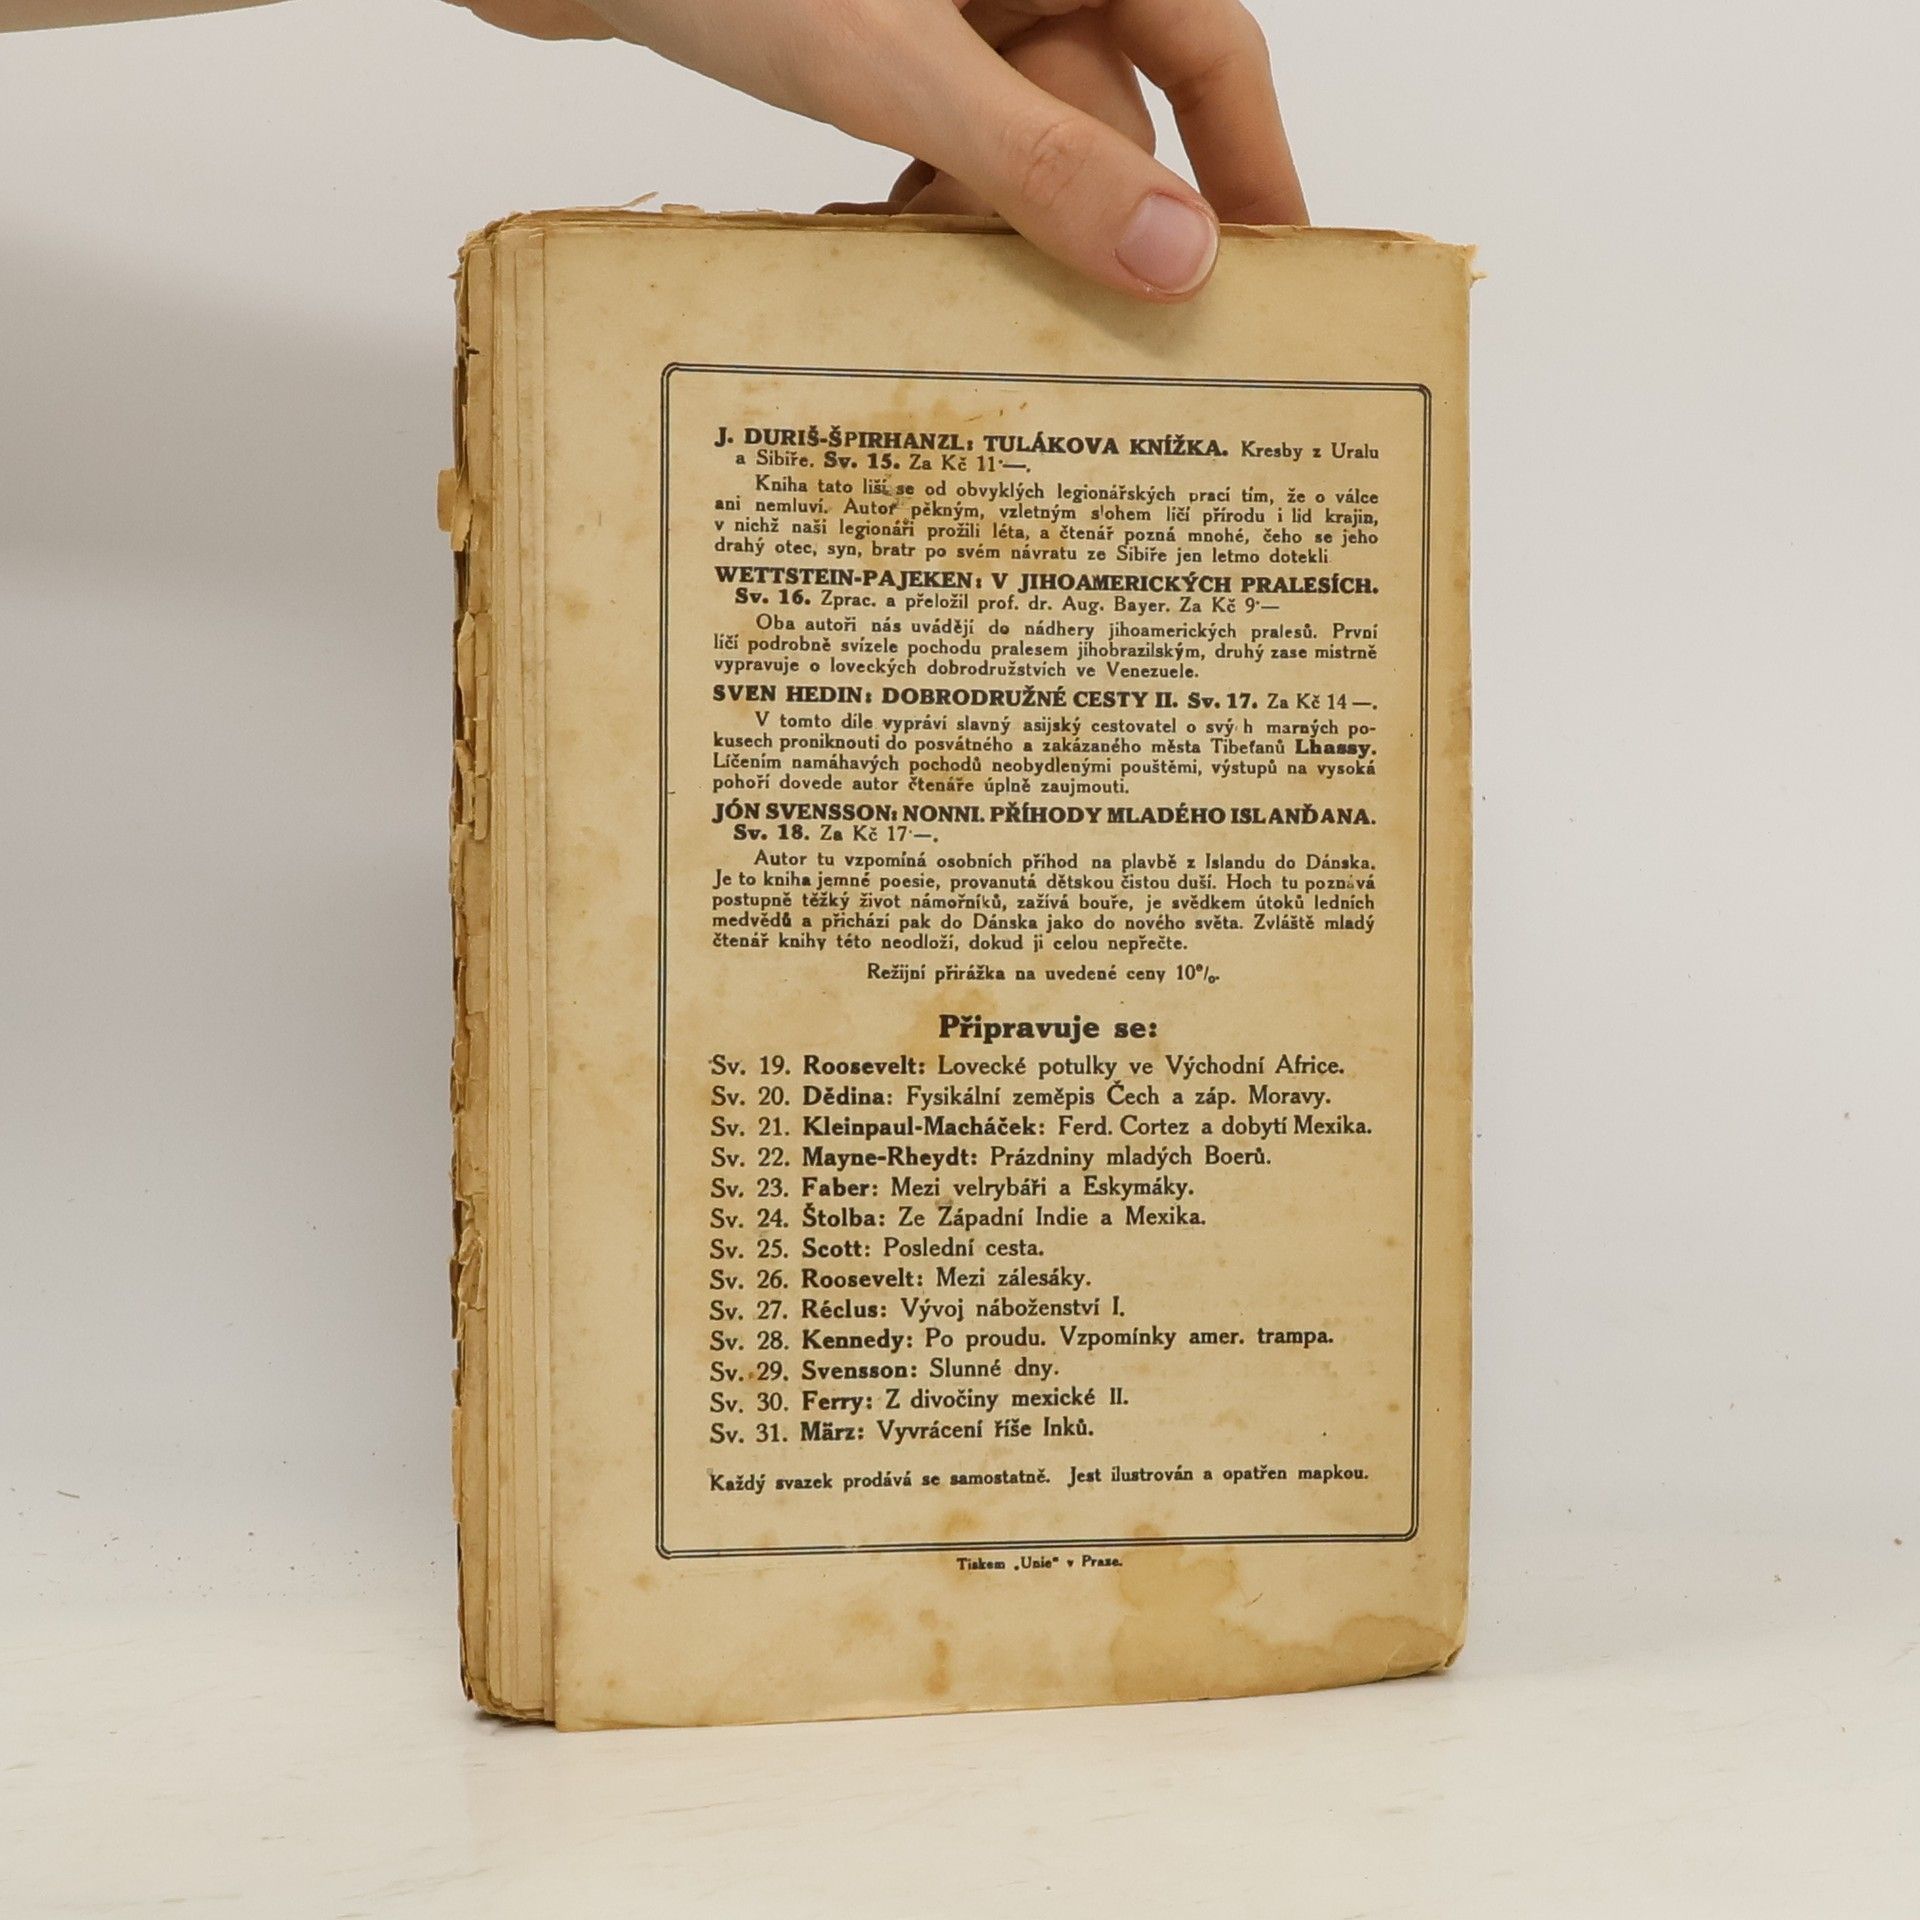 J. DURIŠ-ŠPIRHANZL: TULÁKOVA KNÍŽKA. Kresby z Uralu
a Sibiře. Sv. 15. Za Kč 11·—.
Kniha tato liší se od obvyklých legionářských prací tím, že o válce
ani nemluví. Autor pěkným, vzletným slohem líčí přírodu i lid krajin,
v nichž naši legionáři prožili léta, a čtenář pozná mnohé, čeho se jeho
drahý otec, syn, bratr po svém návratu ze Sibiře jen letmo dotekli.
WETTSTEIN-PAJEKEN: V JIHOAMERICKÝCH PRALESÍCH.
Sv. 16. Zprac. a přeložil prof. dr. Aug. Bayer. Za Kč 9·—
Oba autoři nás uvádějí do nádhery jihoamerických pralesů. První
líčí podrobně svízele pochodu pralesem jihobrazilským, druhý zase mistrně
vypravuje o loveckých dobrodružstvích ve Venezuele.
SVEN HEDIN: DOBRODRUŽNÉ CESTY II. Sv. 17. Za Kč 14 —.
V tomto díle vypráví slavný asijský cestovatel o svý h marných po-
kusech proniknouti do posvátného a zakázaného města Tibeťanů Lhassy.
Líčením namáhavých pochodů neobydlenými pouštěmi, výstupů na vysoká
pohoří dovede autor čtenáře úplně zaujmouti.
JÓN SVENSSON: NONNI. PŘÍHODY MLADÉHO ISLANĎANA.
Sv. 18. Za Kč 17·—.
Autor tu vzpomíná osobních příhod na plavbě z Islandu do Dánska.
Je to kniha jemné poesie, provanutá dětskou čistou duší. Hoch tu poznává
postupně těžký život námořníků, zažívá bouře, je svědkem útoků ledních
medvědů a přichází pak do Dánska jako do nového světa. Zvláště mladý
čtenář knihy této neodloží, dokud ji celou nepřečte.
Režijní přirážka na uvedené ceny 10%.
Připravuje se:
Sv. 19. Roosevelt: Lovecké potulky ve Východní Africe.
Sv. 20. Dědina: Fysikální zeměpis Čech a záp. Moravy.
Sv. 21. Kleinpaul-Macháček: Ferd. Cortez a dobytí Mexika.
Sv. 22. Mayne-Rheydt: Prázdniny mladých Boerů.
Sv. 23. Faber: Mezi velrybáři a Eskymáky.
Sv. 24. Štolba: Ze Západní Indie a Mexika.
Sv. 25. Scott: Poslední cesta.
Sv. 26. Roosevelt: Mezi zálesáky.
Sv. 27. Réclus: Vývoj náboženství I.
Sv. 28. Kennedy: Po proudu. Vzpomínky amer. trampa.
Sv. 29. Svensson: Slunné dny.
Sv. 30. Ferry: Z divočiny mexické II.
Sv. 31. März: Vyvrácení říše Inků.
Každý svazek prodává se samostatně. Jest ilustrován a opatřen mapkou.
Tiskem „Unie“ v Praze.